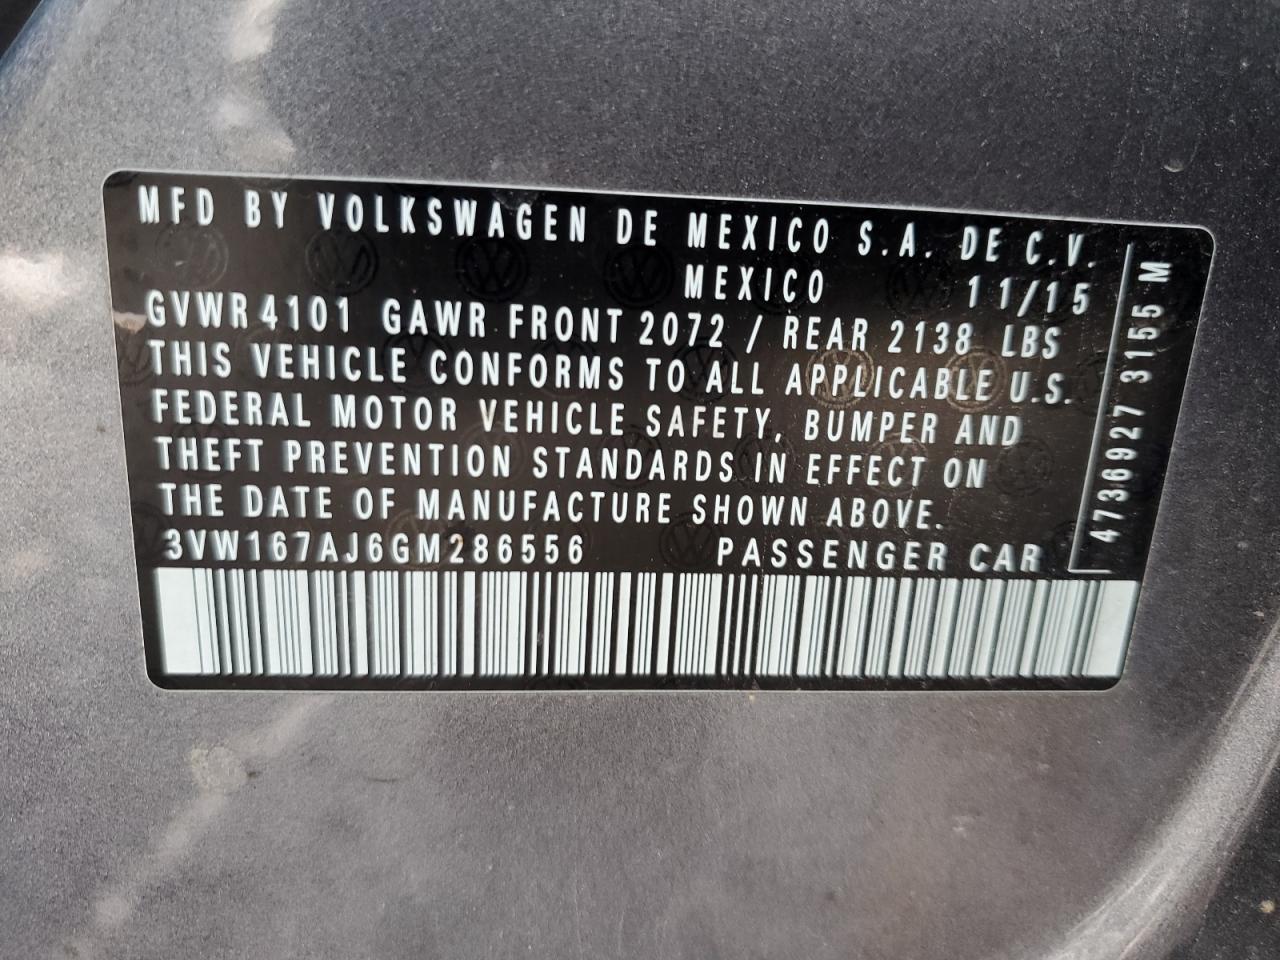 MFD BY VOLKSWAGEN DE MEXICO S.A. DE C.V.
MEXICO 11/15
GVWR 4101 GAWR FRONT 2072 / REAR 2138 LBS
THIS VEHICLE CONFORMS TO ALL APPLICABLE U.S.
FEDERAL MOTOR VEHICLE SAFETY, BUMPER AND
THEFT PREVENTION STANDARDS IN EFFECT ON
THE DATE OF MANUFACTURE SHOWN ABOVE.
3VW167AJ6GM286556 PASSENGER CAR
4736927 3155 M